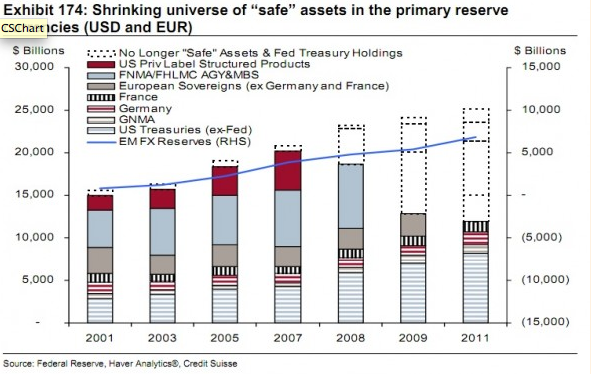 Exhibit 174: Shrinking universe of “safe” assets in the primary reserve
CSChart
ncies (USD and EUR)
$ Billions
$ Billions
No Longer "Safe" Assets & Fed Treasury Holdings
US Priv Label Structured Products
FNMA/FHLMC AGY&MBS
European Sovereigns (ex Germany and France)
France
Germany
GNMA
US Treasuries (ex-Fed)
EM FX Reserves (RHS)
30,000
25,000
20,000
15,000
10,000
5,000
-
15,000
10,000
5,000
-
(5,000)
(10,000)
(15,000)
2001 2003 2005 2007 2008 2009 2011
Source: Federal Reserve, Haver Analytics®, Credit Suisse